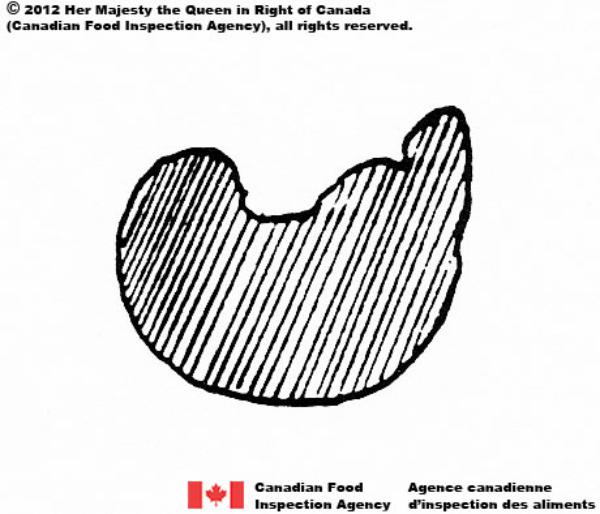 © 2012 Her Majesty the Queen in Right of Canada
(Canadian Food Inspection Agency), all rights reserved.
Canadian Food
Inspection Agency
Agence canadienne
d'inspection des aliments